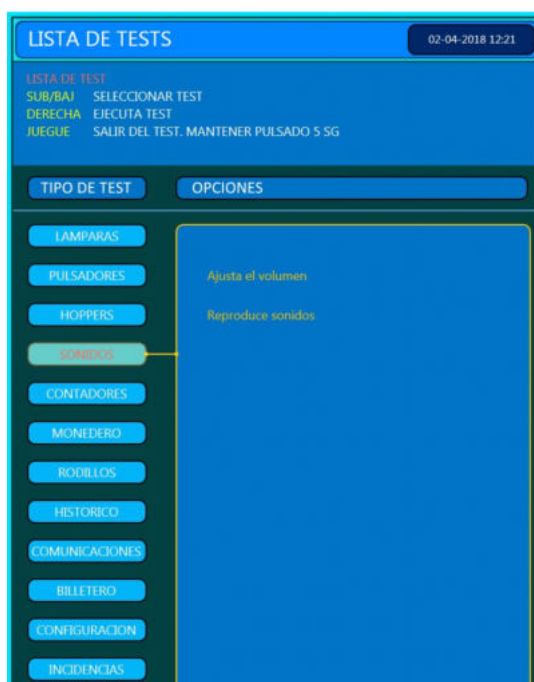 LISTA DE TESTS
02-04-2018 12:21
LISTA DE TEST
SUB/BAJ SELECCIONAR TEST
DERECHA EJECUTA TEST
JUEGUE SALIR DEL TEST. MANTENER PULSADO 5 SG
TIPO DE TEST OPCIONES
LAMPARAS
PULSADORES Ajusta el volumen
HOPPERS Reproduce sonidos
SONIDOS
CONTADORES
MONEDERO
RODILLOS
HISTORICO
COMUNICACIONES
BILLETERO
CONFIGURACION
INCIDENCIAS